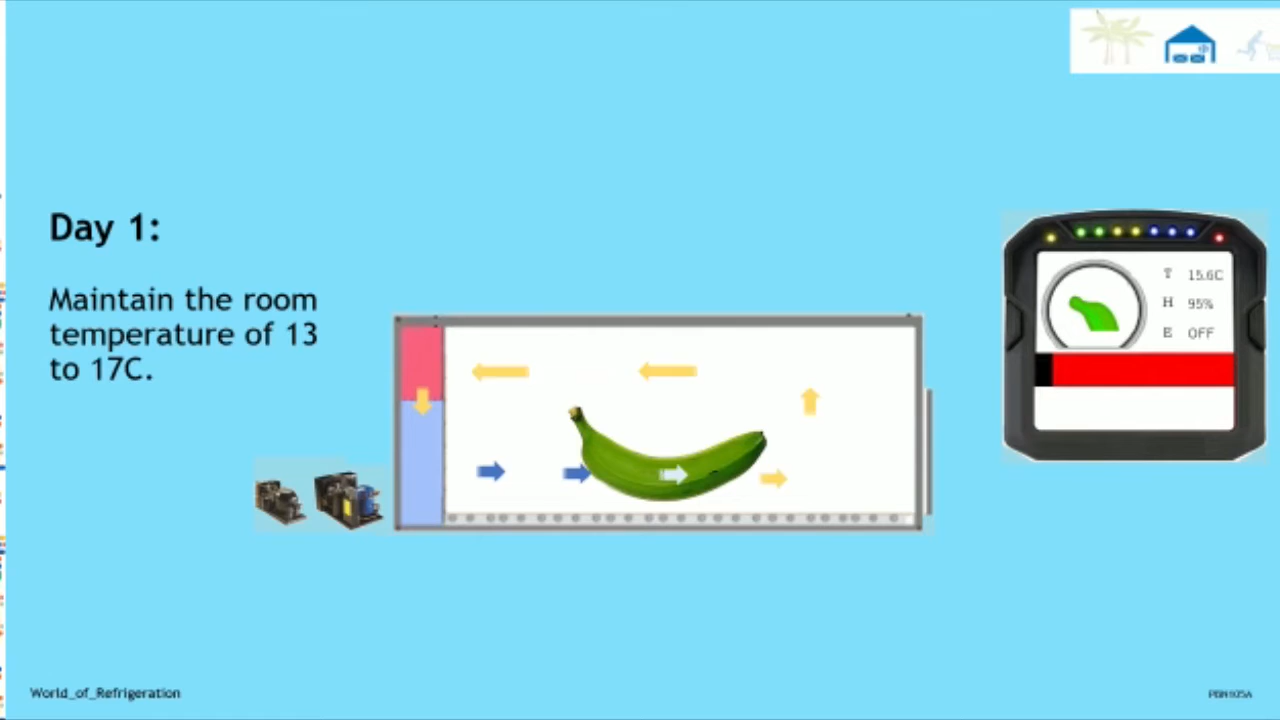 Day 1:
Maintain the room
temperature of 13
to 17C.
T 15.6C
H 95%
E OFF
World_of_Refrigeration